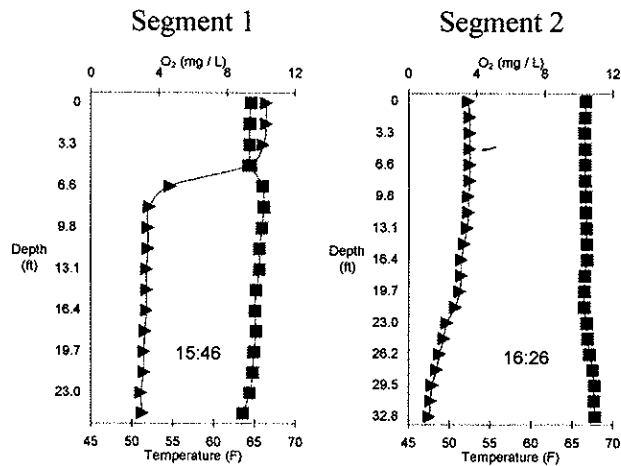 Segment 1
O₂ (mg / L)
0 4 8 12
0
3.3
6.6
9.8
13.1
16.4
19.7
23.0
Depth
(ft)
15:46
45 50 55 60 65 70
Temperature (F)
Segment 2
O₂ (mg / L)
0 4 8 12
0
3.3
6.6
9.8
13.1
16.4
19.7
23.0
26.2
29.5
32.8
Depth
(ft)
16:26
45 50 55 60 65 70
Temperature (F)